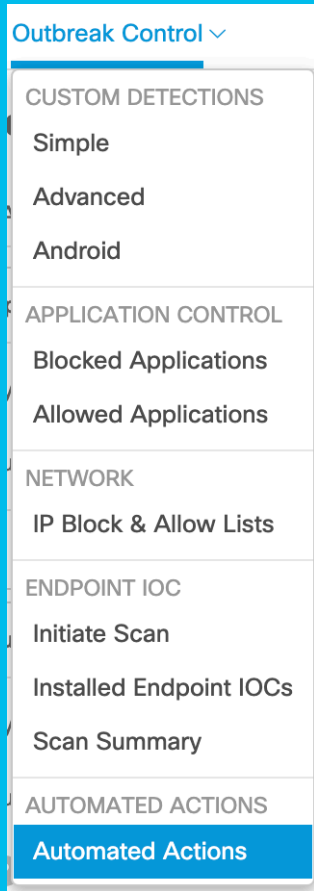 Outbreak Control
CUSTOM DETECTIONS
Simple
Advanced
Android
APPLICATION CONTROL
Blocked Applications
Allowed Applications
NETWORK
IP Block & Allow Lists
ENDPOINT IOC
Initiate Scan
Installed Endpoint IOCs
Scan Summary
AUTOMATED ACTIONS
Automated Actions